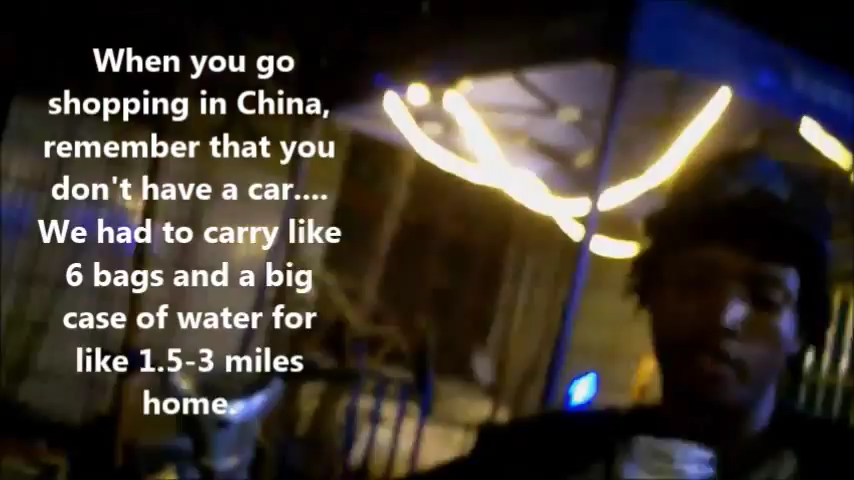 When you go
shopping in China,
remember that you
don't have a car....
We had to carry like
6 bags and a big
case of water for
like 1.5-3 miles
home.